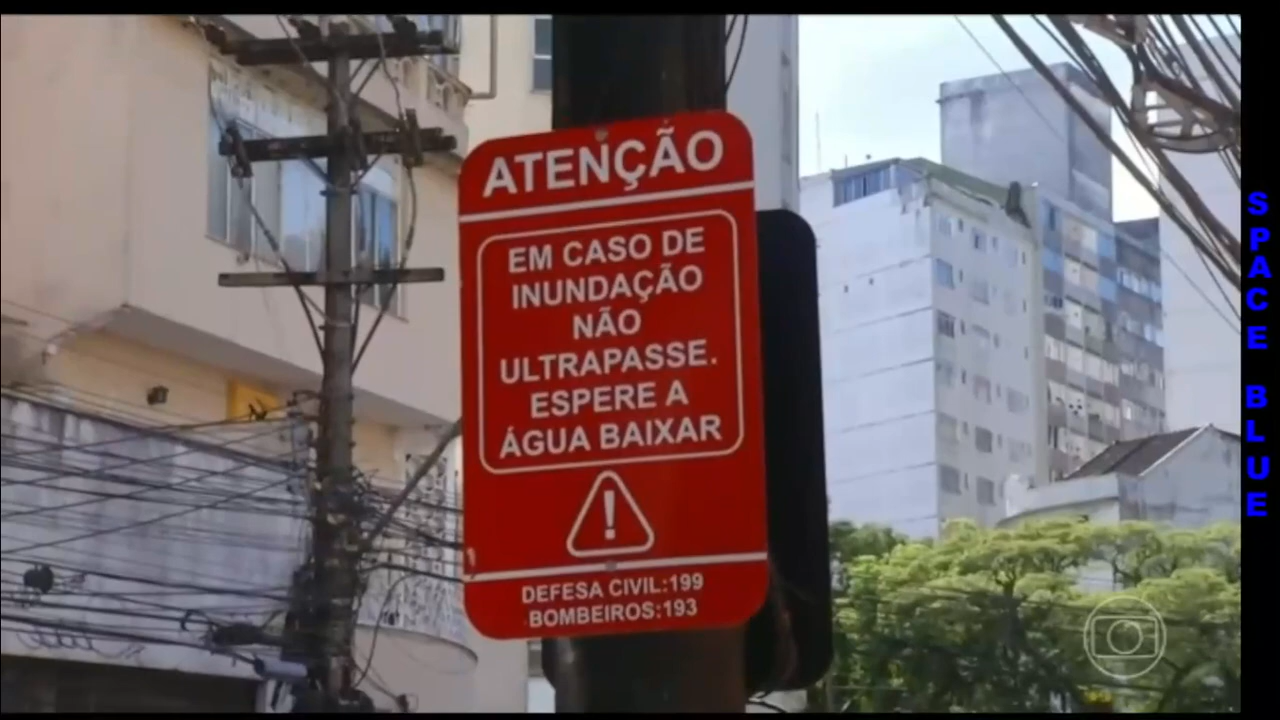 ATENÇÃO
EM CASO DE
INUNDAÇÃO
NÃO
ULTRAPASSE.
ESPERE A
ÁGUA BAIXAR
!
DEFESA CIVIL:199
BOMBEIROS:193
SPACE BLUE